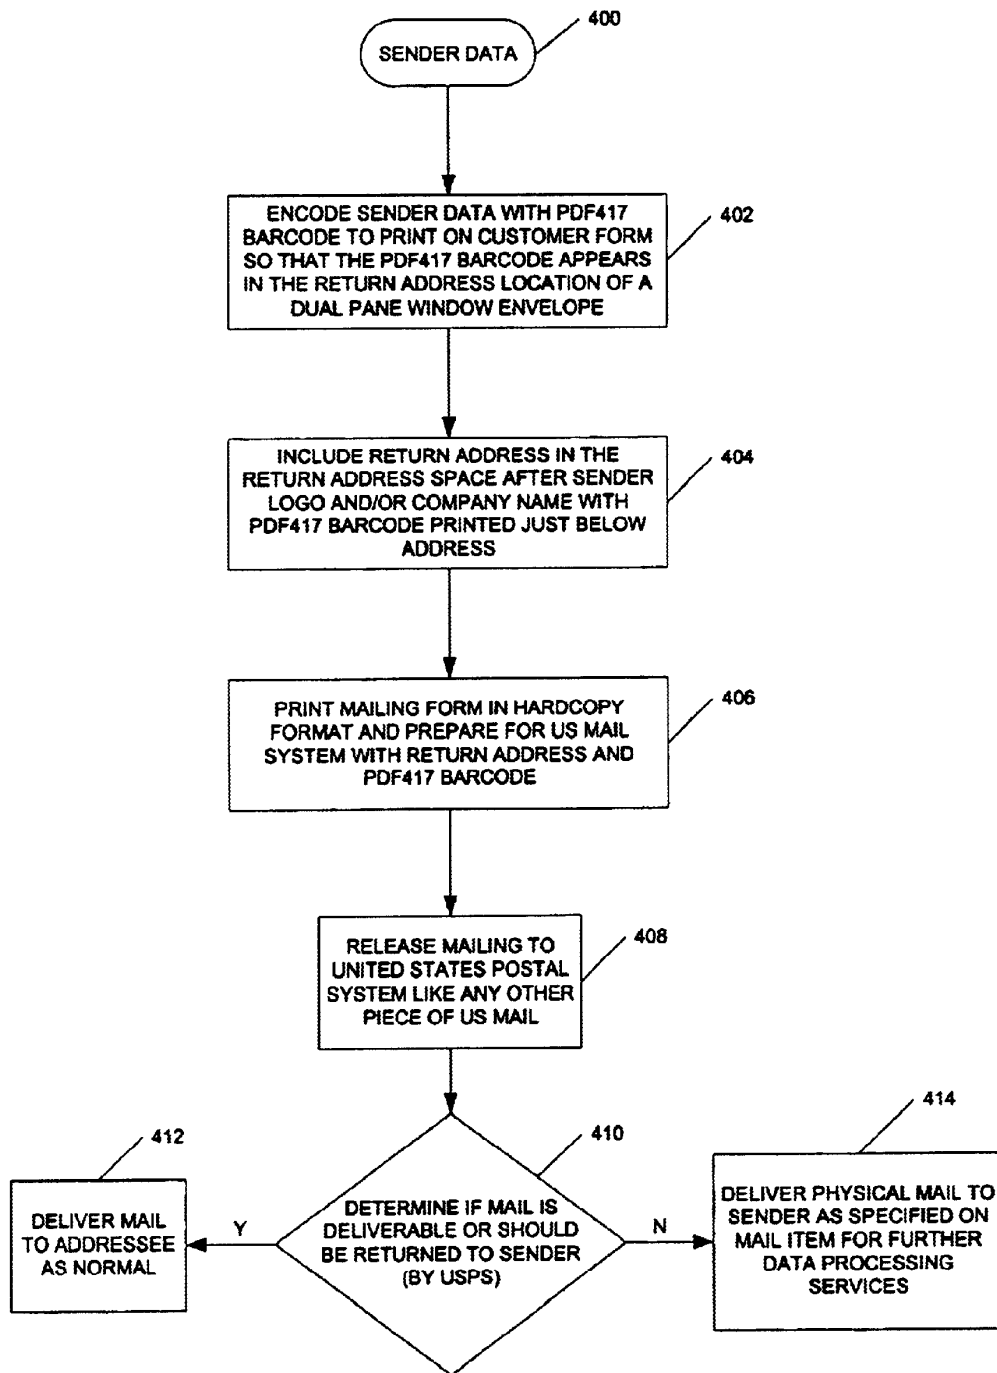 400
SENDER DATA
ENCODE SENDER DATA WITH PDF417
BARCODE TO PRINT ON CUSTOMER FORM
SO THAT THE PDF417 BARCODE APPEARS
IN THE RETURN ADDRESS LOCATION OF A
DUAL PANE WINDOW ENVELOPE
402
INCLUDE RETURN ADDRESS IN THE
RETURN ADDRESS SPACE AFTER SENDER
LOGO AND/OR COMPANY NAME WITH
PDF417 BARCODE PRINTED JUST BELOW
ADDRESS
404
PRINT MAILING FORM IN HARDCOPY
FORMAT AND PREPARE FOR US MAIL
SYSTEM WITH RETURN ADDRESS AND
PDF417 BARCODE
406
RELEASE MAILING TO
UNITED STATES POSTAL
SYSTEM LIKE ANY OTHER
PIECE OF US MAIL
408
410
DETERMINE IF MAIL IS
DELIVERABLE OR SHOULD
BE RETURNED TO SENDER
(BY USPS)
Y
N
412
DELIVER MAIL
TO ADDRESSEE
AS NORMAL
414
DELIVER PHYSICAL MAIL TO
SENDER AS SPECIFIED ON
MAIL ITEM FOR FURTHER
DATA PROCESSING
SERVICES